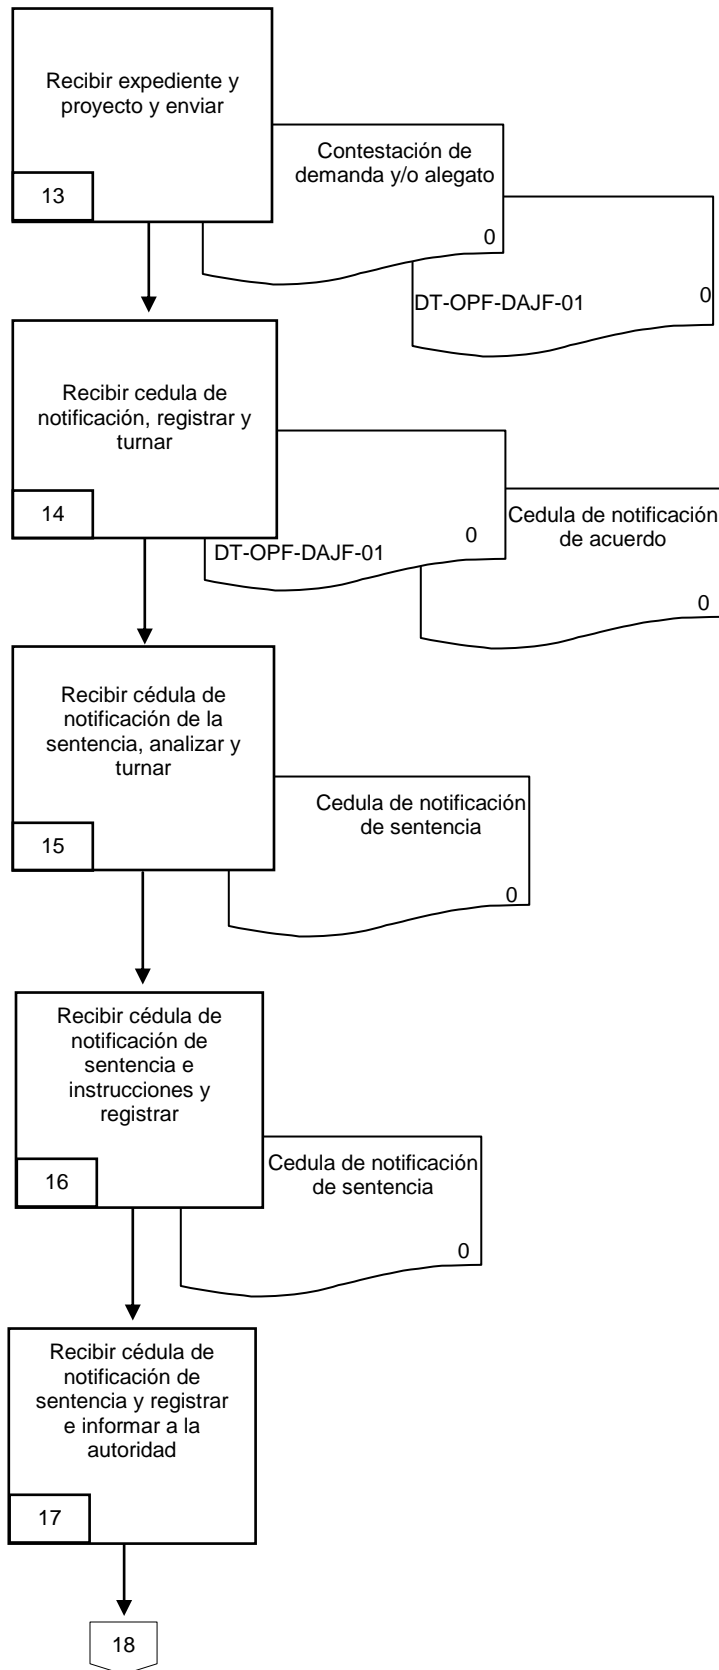 Recibir expediente y
proyecto y enviar
13
Contestación de
demanda y/o alegato
0
DT-OPF-DAJF-01
0
Recibir cedula de
notificación, registrar y
turnar
14
DT-OPF-DAJF-01
0
Cedula de notificación
de acuerdo
0
Recibir cédula de
notificación de la
sentencia, analizar y
turnar
15
Cedula de notificación
de sentencia
0
Recibir cédula de
notificación de
sentencia e
instrucciones y
registrar
16
Cedula de notificación
de sentencia
0
Recibir cédula de
notificación de
sentencia y registrar
e informar a la
autoridad
17
18